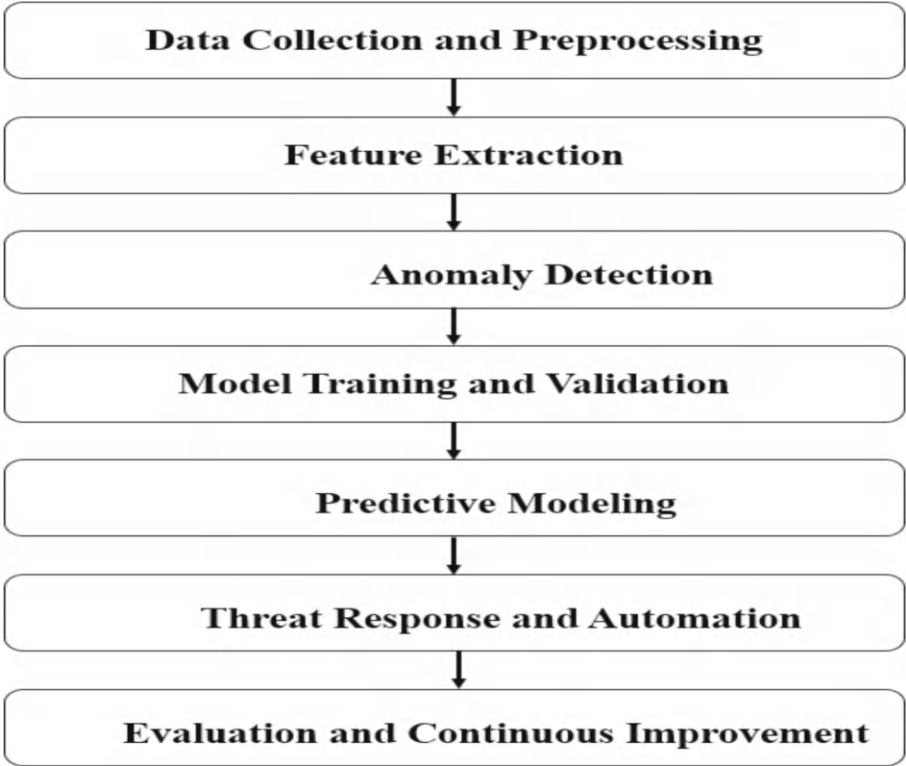 Data Collection and Preprocessing
Feature Extraction
Anomaly Detection
Model Training and Validation
Predictive Modeling
Threat Response and Automation
Evaluation and Continuous Improvement